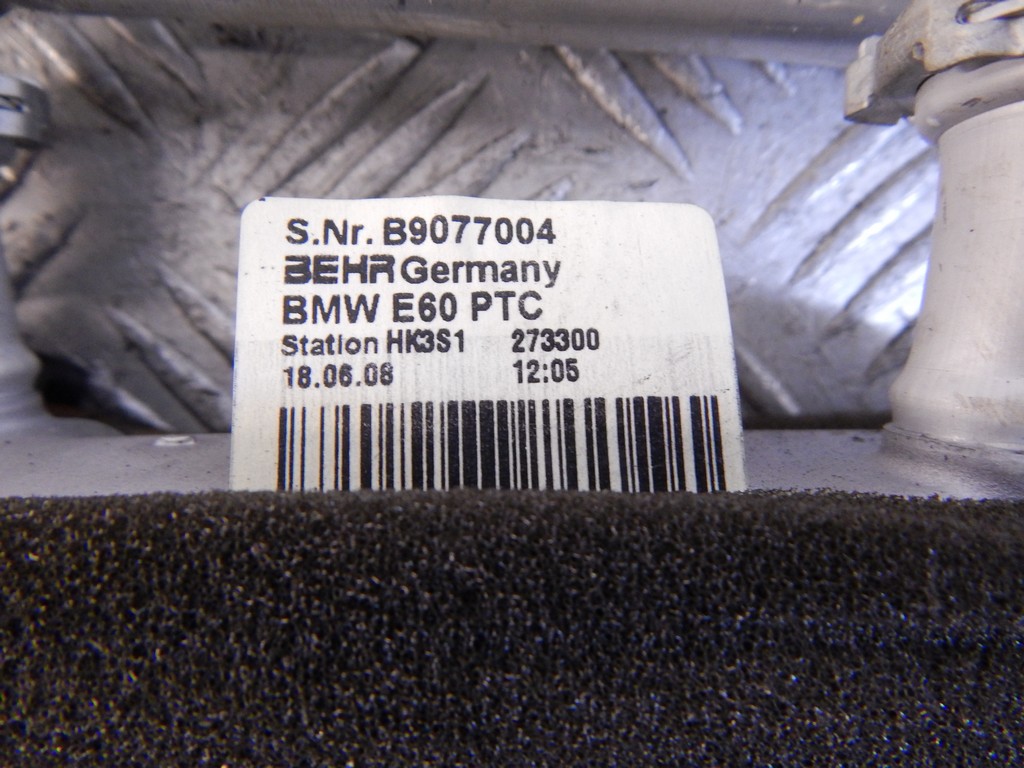 S.Nr. B9077004
BEHR Germany
BMW E60 PTC
Station HK3S1 273300
18.06.08 12:05